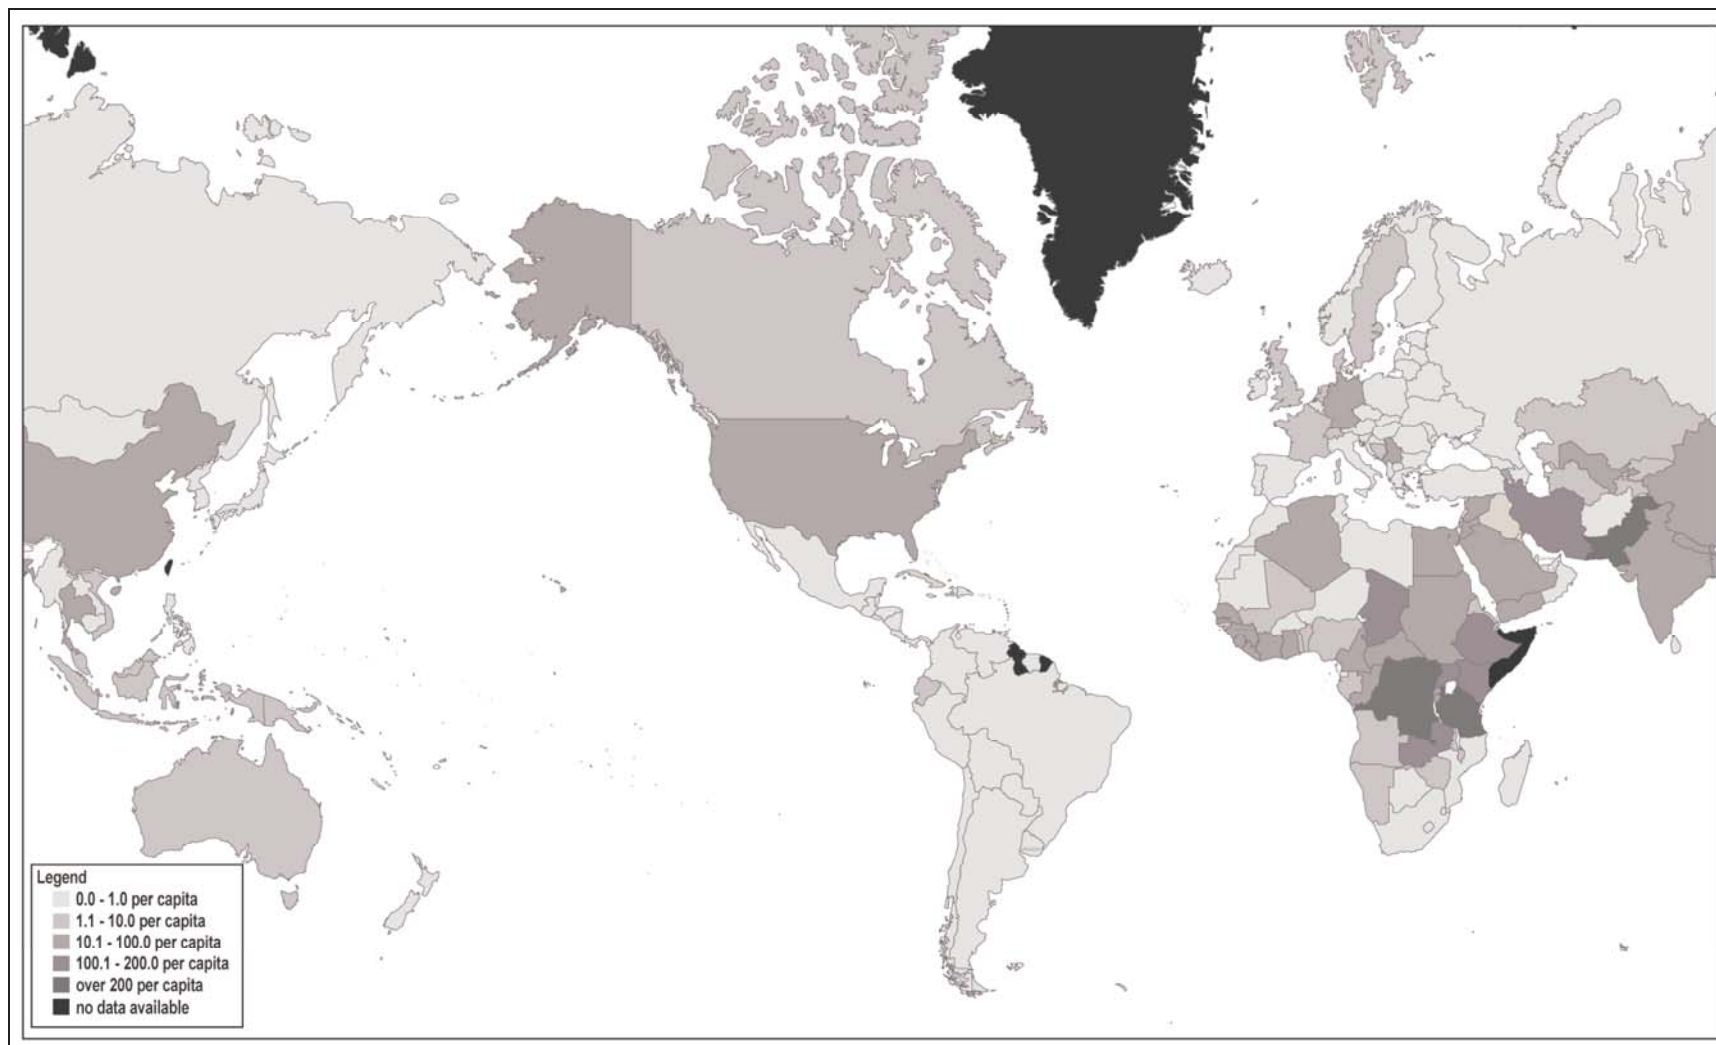 Legend
0.0 - 1.0 per capita
1.1 - 10.0 per capita
10.1 - 100.0 per capita
100.1 - 200.0 per capita
over 200 per capita
no data available